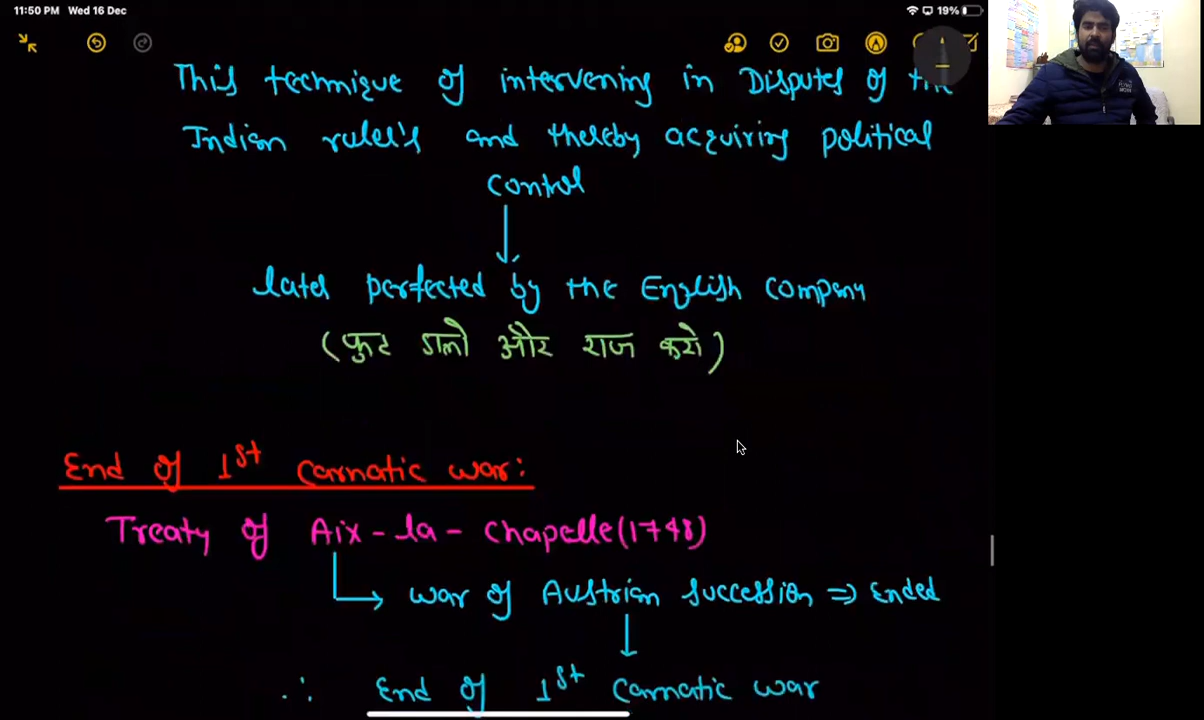 11:50 PM Wed 16 Dec
19%
This technique of intervening in Disputes of the
Indian ruler's and thereby acquiring political
control
later perfected by the English company
(फुट डालो और राज करो)
End of 1st Carnatic war:
Treaty of Aix-la-Chapelle (1748)
War of Austrian succession => Ended
∴ End of 1st Carnatic war